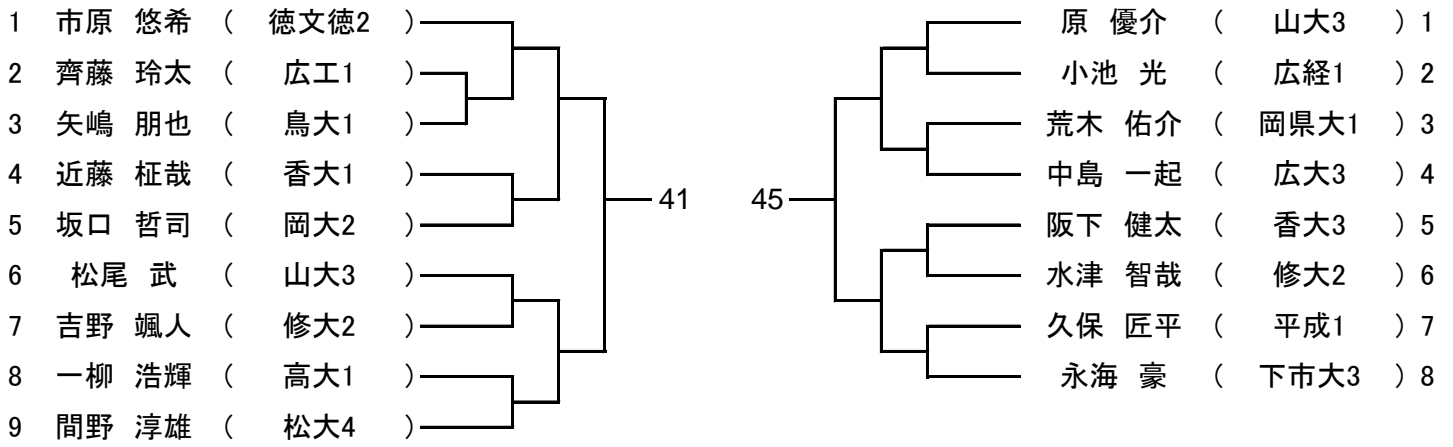 1 市原 悠希 ( 徳文徳2 )
2 齊藤 玲太 ( 広工1 )
3 矢嶋 朋也 ( 鳥大1 )
4 近藤 柾哉 ( 香大1 )
5 坂口 哲司 ( 岡大2 )
6 松尾 武 ( 山大3 )
7 吉野 颯人 ( 修大2 )
8 一柳 浩輝 ( 高大1 )
9 間野 淳雄 ( 松大4 )
41
45
原 優介 ( 山大3 ) 1
小池 光 ( 広経1 ) 2
荒木 佑介 ( 岡県大1 ) 3
中島 一起 ( 広大3 ) 4
阪下 健太 ( 香大3 ) 5
水津 智哉 ( 修大2 ) 6
久保 匠平 ( 平成1 ) 7
永海 豪 ( 下市大3 ) 8